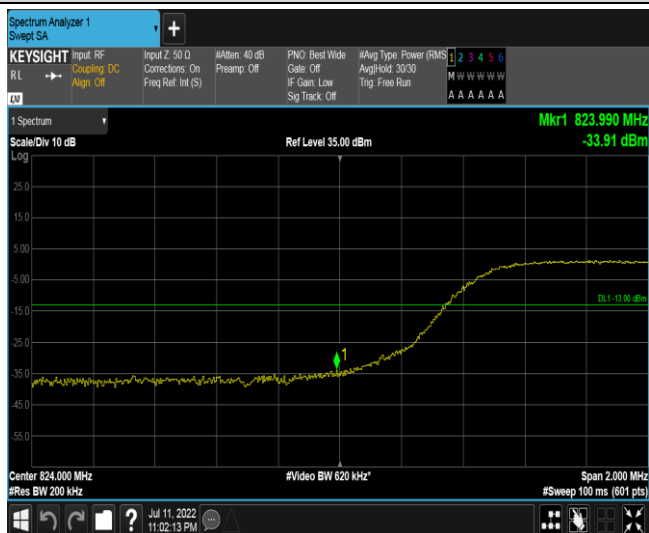 Spectrum Analyzer 1
Swept SA
KEYSIGHT
RL
LXI
Input: RF
Coupling: DC
Align: Off
Input Z: 50 Ω
Corrections: On
Freq Ref: Int (S)
#Atten: 40 dB
Preamp: Off
PNO: Best Wide
Gate: Off
IF Gain: Low
Sig Track: Off
#Avg Type: Power (RMS
Avg|Hold: 30/30
Trig: Free Run
1 2 3 4 5 6
M W W W W W
A A A A A A
1 Spectrum
Mkr1 823.990 MHz
Scale/Div 10 dB
Ref Level 35.00 dBm
-33.91 dBm
Log
25.0
15.0
5.00
-5.00
DL1 -13.00 dBm
-15.0
-25.0
1
-35.0
-45.0
-55.0
Center 824.000 MHz
#Video BW 620 kHz*
Span 2.000 MHz
#Res BW 200 kHz
#Sweep 100 ms (601 pts)
?
Jul 11, 2022
11:02:13 PM